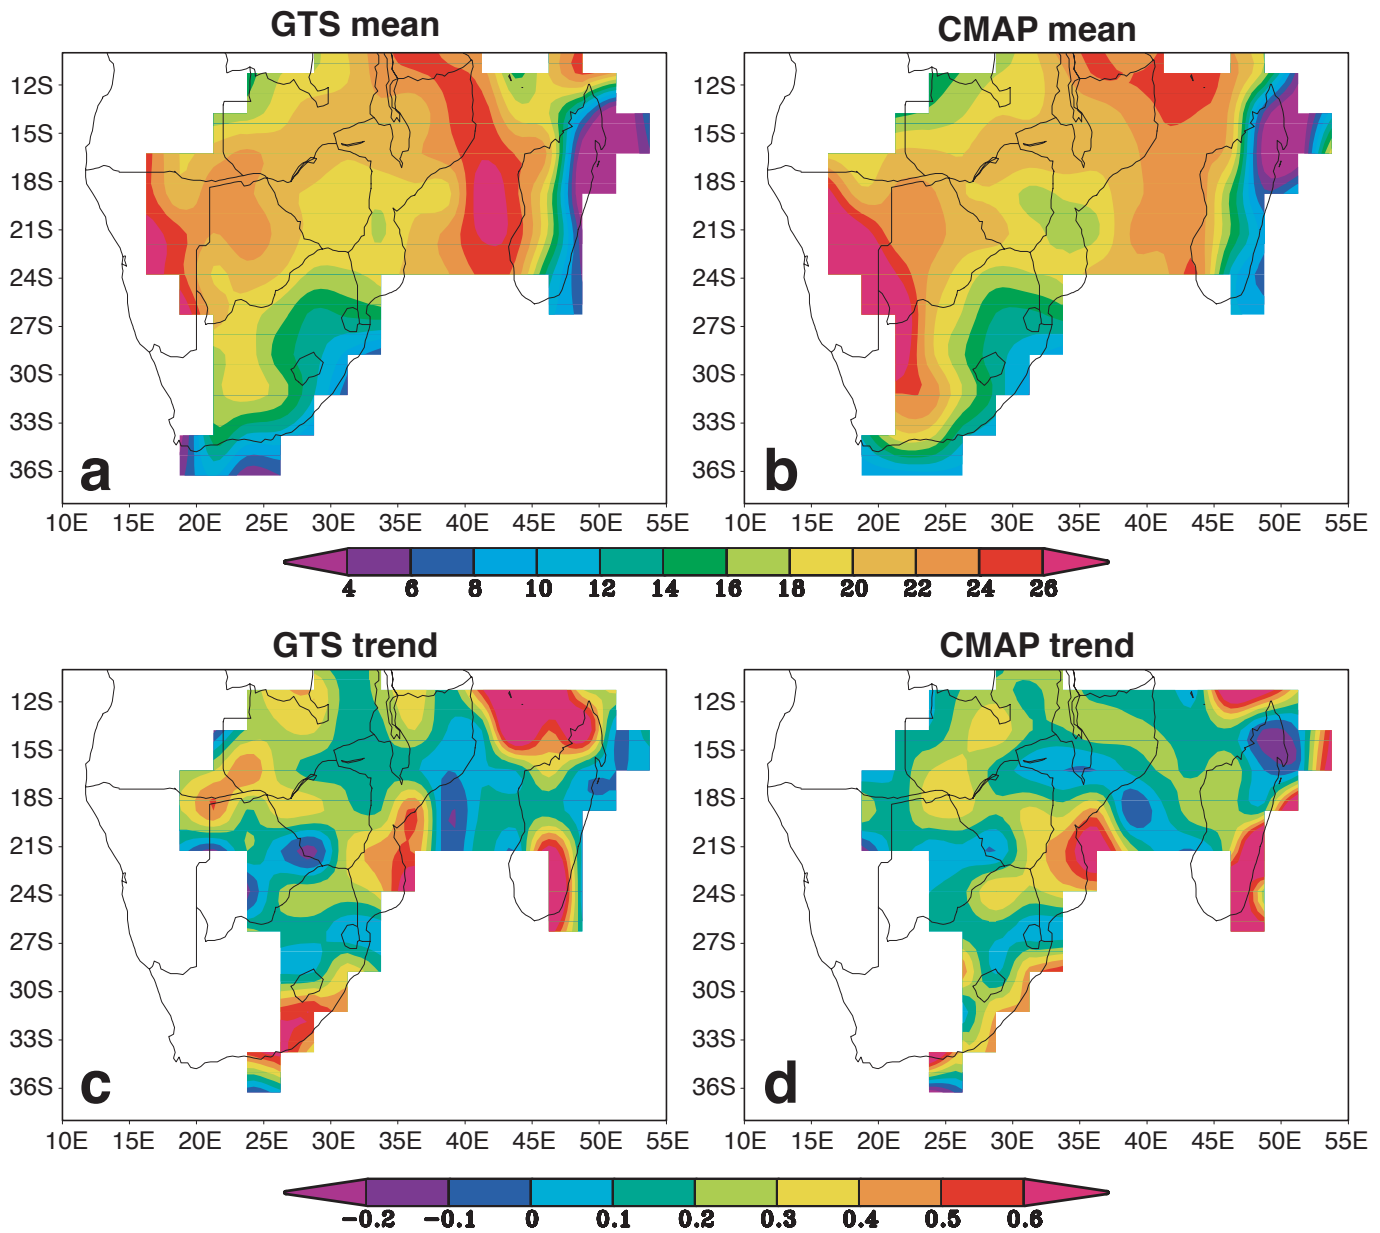 GTS mean
CMAP mean
12S
15S
18S
21S
24S
27S
30S
33S
36S
a
10E 15E 20E 25E 30E 35E 40E 45E 50E 55E
12S
15S
18S
21S
24S
27S
30S
33S
36S
b
10E 15E 20E 25E 30E 35E 40E 45E 50E 55E
4 6 8 10 12 14 16 18 20 22 24 26
GTS trend
CMAP trend
12S
15S
18S
21S
24S
27S
30S
33S
36S
c
10E 15E 20E 25E 30E 35E 40E 45E 50E 55E
12S
15S
18S
21S
24S
27S
30S
33S
36S
d
10E 15E 20E 25E 30E 35E 40E 45E 50E 55E
-0.2 -0.1 0 0.1 0.2 0.3 0.4 0.5 0.6